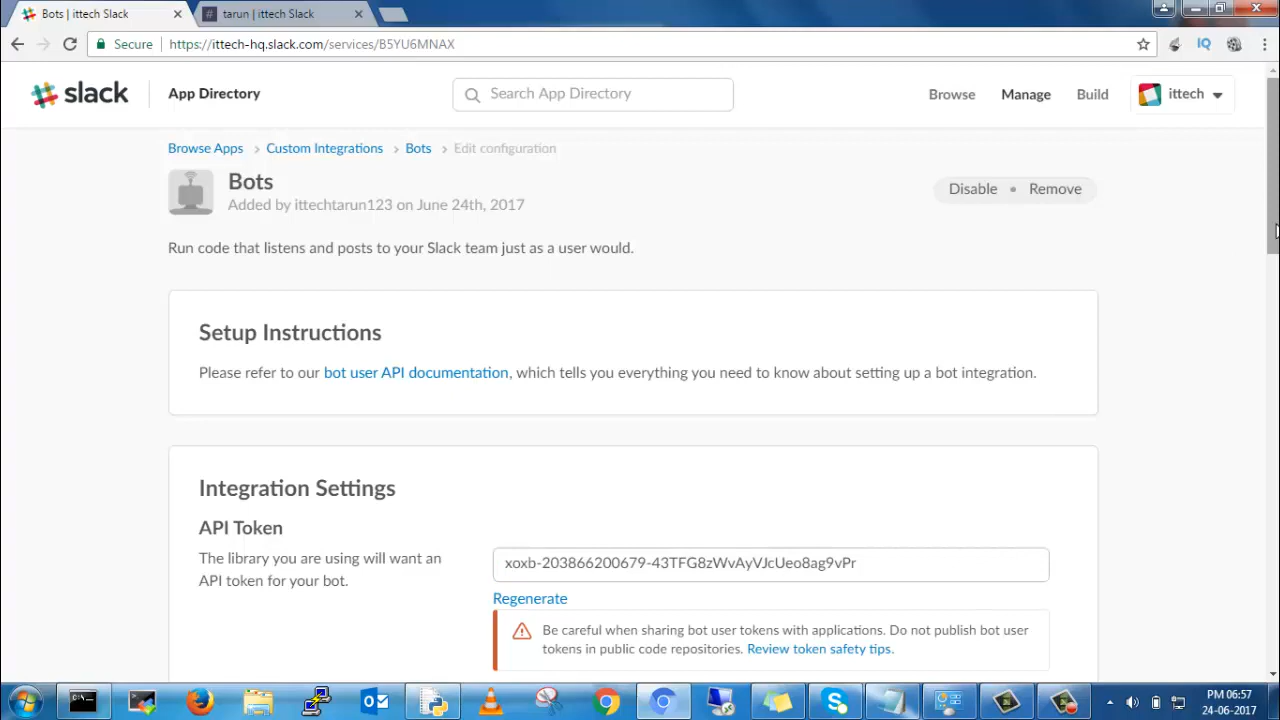 Bots | ittech Slack
tarun | ittech Slack
Secure
https://ittech-hq.slack.com/services/B5YU6MNAX
IQ
slack
App Directory
Search App Directory
Browse
Manage
Build
ittech
Browse Apps > Custom Integrations > Bots > Edit configuration
Bots
Added by ittechtarun123 on June 24th, 2017
Disable • Remove
Run code that listens and posts to your Slack team just as a user would.
Setup Instructions
Please refer to our bot user API documentation, which tells you everything you need to know about setting up a bot integration.
Integration Settings
API Token
The library you are using will want an
API token for your bot.
xoxb-203866200679-43TFG8zWvAyVJcUeo8ag9vPr
Regenerate
Be careful when sharing bot user tokens with applications. Do not publish bot user
tokens in public code repositories. Review token safety tips.
PM 06:57
24-06-2017